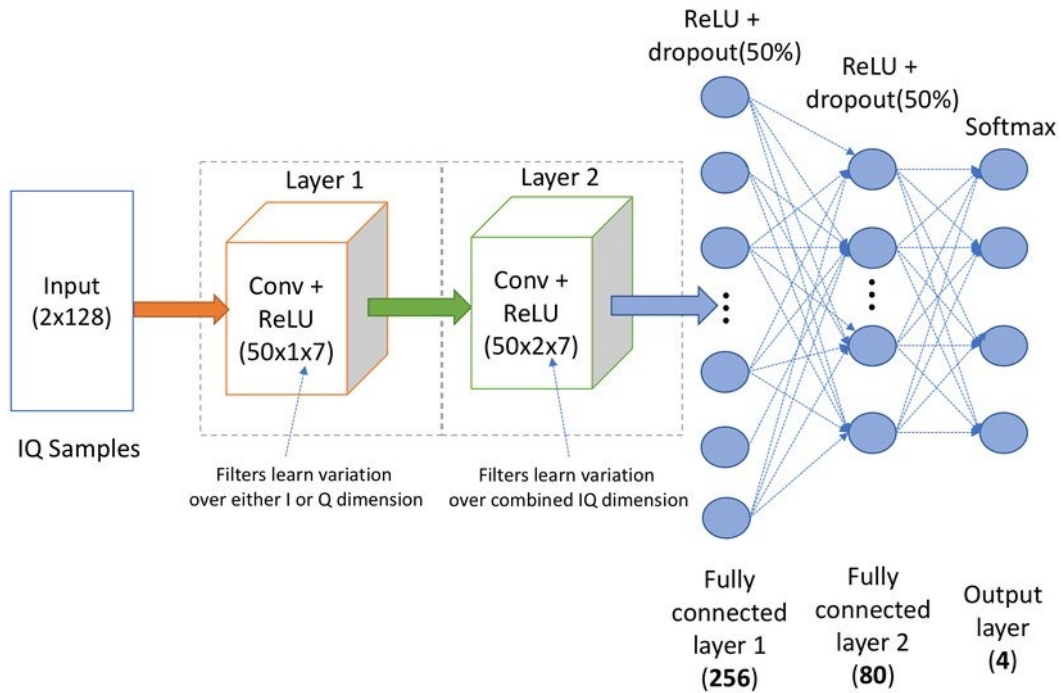 ReLU +
dropout(50%)
ReLU +
dropout(50%)
Softmax
Layer 1
Layer 2
Input
(2x128)
Conv +
ReLU
(50x1x7)
Conv +
ReLU
(50x2x7)
IQ Samples
Filters learn variation
over either I or Q dimension
Filters learn variation
over combined IQ dimension
Fully
connected
layer 1
(256)
Fully
connected
layer 2
(80)
Output
layer
(4)